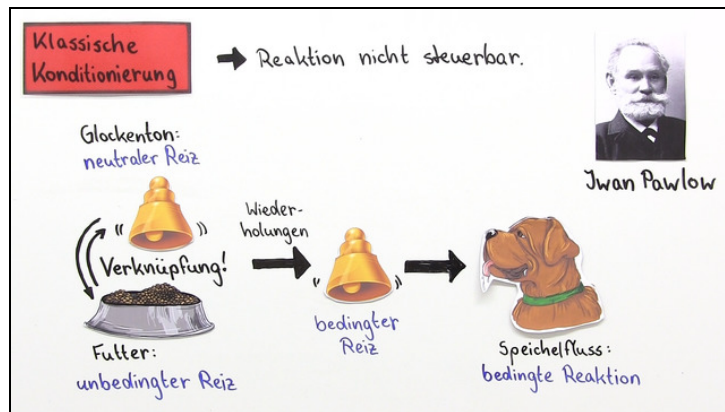 Klassische
Konditionierung
Reaktion nicht steuerbar.
Iwan Pawlow
Glockenton:
neutraler Reiz
Verknüpfung!
Futter:
unbedingter Reiz
Wieder-
holungen
bedingter
Reiz
Speichelfluss:
bedingte Reaktion